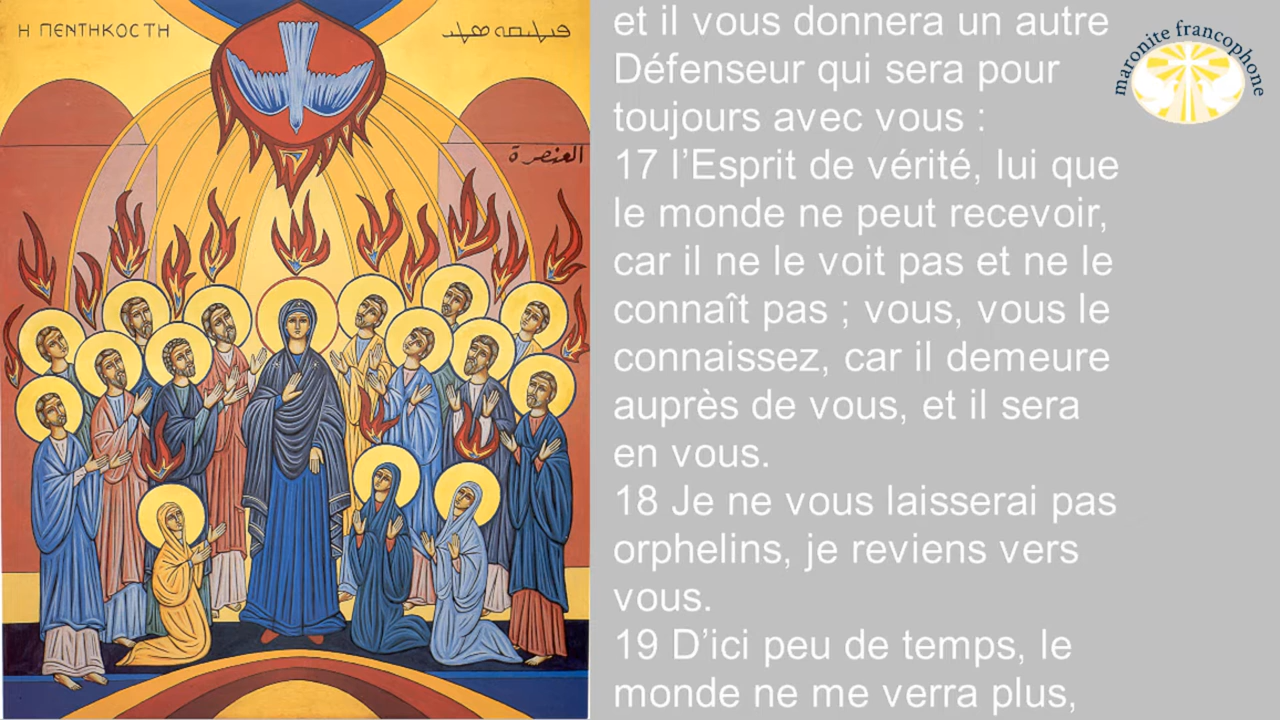 Η ΠΕΝΤΗΚΟСΤΗ
العنصرة
et il vous donnera un autre
Défenseur qui sera pour
toujours avec vous :
17 l’Esprit de vérité, lui que
le monde ne peut recevoir,
car il ne le voit pas et ne le
connaît pas ; vous, vous le
connaissez, car il demeure
auprès de vous, et il sera
en vous.
18 Je ne vous laisserai pas
orphelins, je reviens vers
vous.
19 D’ici peu de temps, le
monde ne me verra plus,
maronite francophone